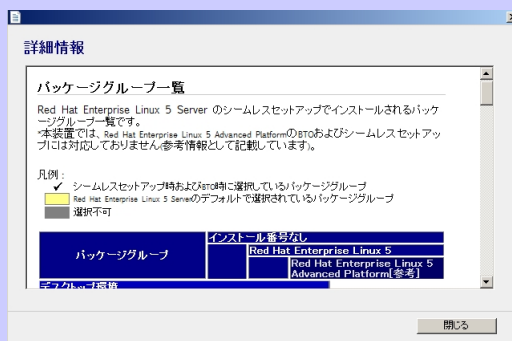 詳細情報
パッケージグループ一覧
Red Hat Enterprise Linux 5 Server のシームレスセットアップでインストールされるパッケ
ージグループ一覧です。
*本装置では、Red Hat Enterprise Linux 5 Advanced PlatformのBTOおよびシームレスセットアッ
プには対応しておりません(参考情報として記載しています)。
凡例 :
✓ シームレスセットアップ時およびBTO時に選択しているパッケージグループ
Red Hat Enterprise Linux 5 Serverのデフォルトで選択されているパッケージグループ
選択不可
パッケージグループ
インストール番号なし
Red Hat Enterprise Linux 5
Red Hat Enterprise Linux 5
Advanced Platform[参考]
デスクトップ環境
閉じる